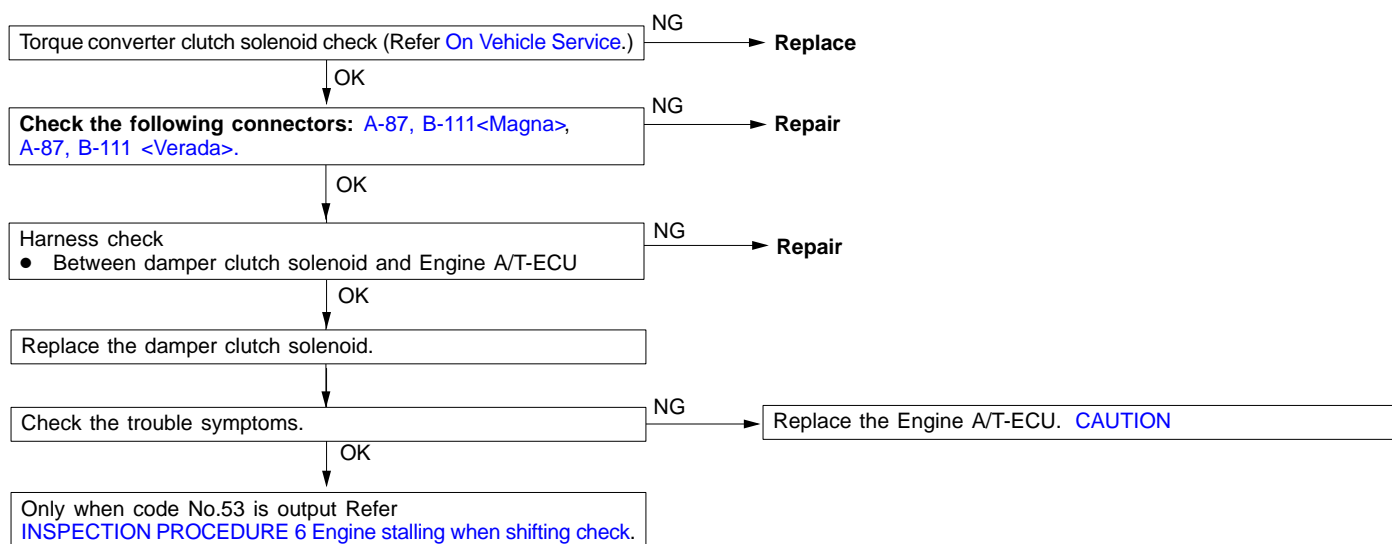 Torque converter clutch solenoid check (Refer On Vehicle Service.)
NG
Replace
OK
Check the following connectors: A-87, B-111<Magna>,
A-87, B-111 <Verada>.
NG
Repair
OK
Harness check
● Between damper clutch solenoid and Engine A/T-ECU
NG
Repair
OK
Replace the damper clutch solenoid.
Check the trouble symptoms.
NG
Replace the Engine A/T-ECU. CAUTION
OK
Only when code No.53 is output Refer
INSPECTION PROCEDURE 6 Engine stalling when shifting check.